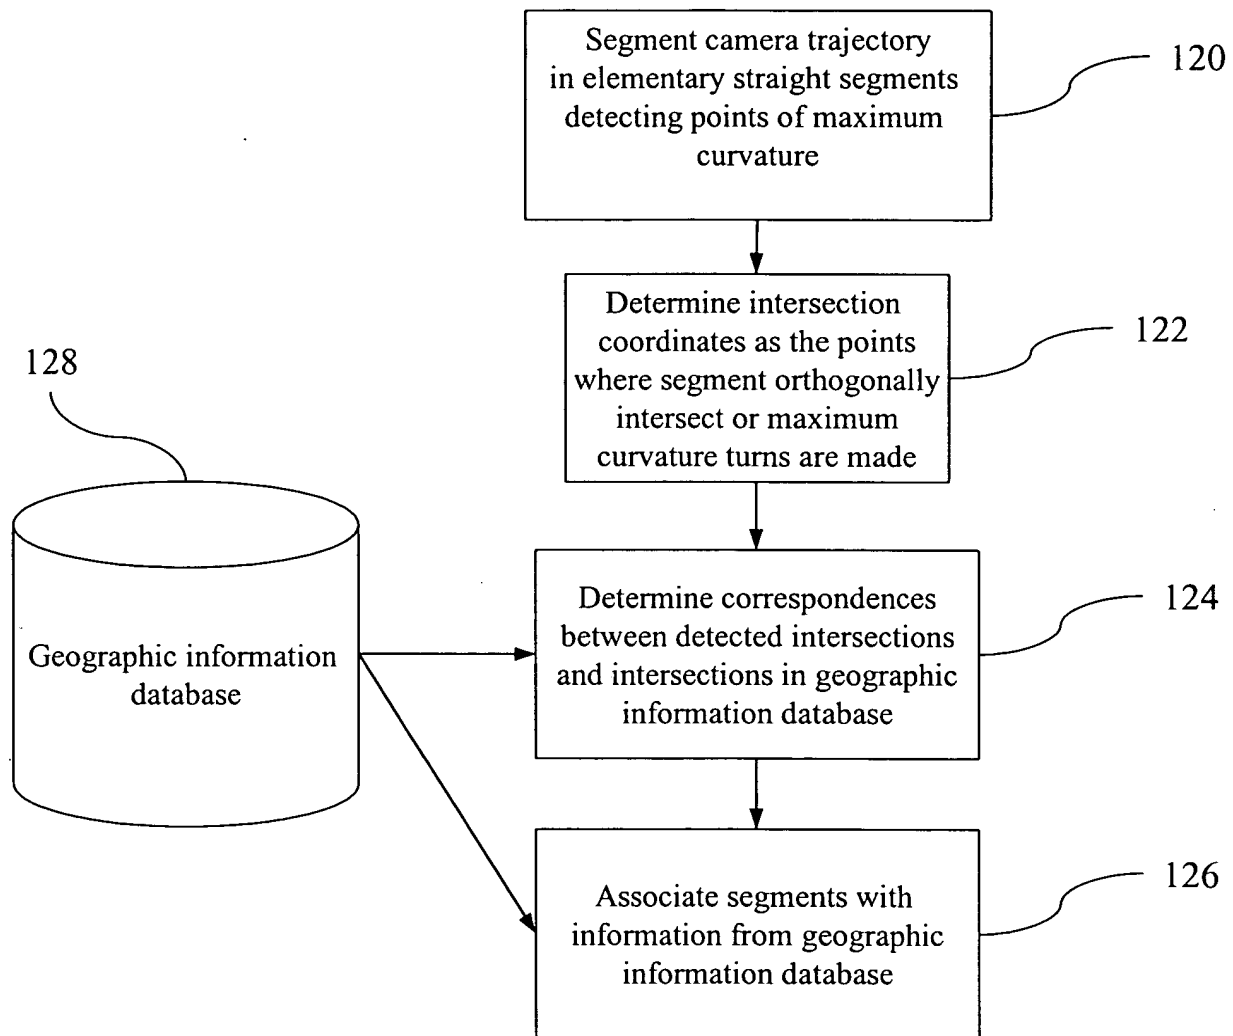 Segment camera trajectory
in elementary straight segments
detecting points of maximum
curvature
120
Determine intersection
coordinates as the points
where segment orthogonally
intersect or maximum
curvature turns are made
122
128
Geographic information
database
Determine correspondences
between detected intersections
and intersections in geographic
information database
124
Associate segments with
information from geographic
information database
126